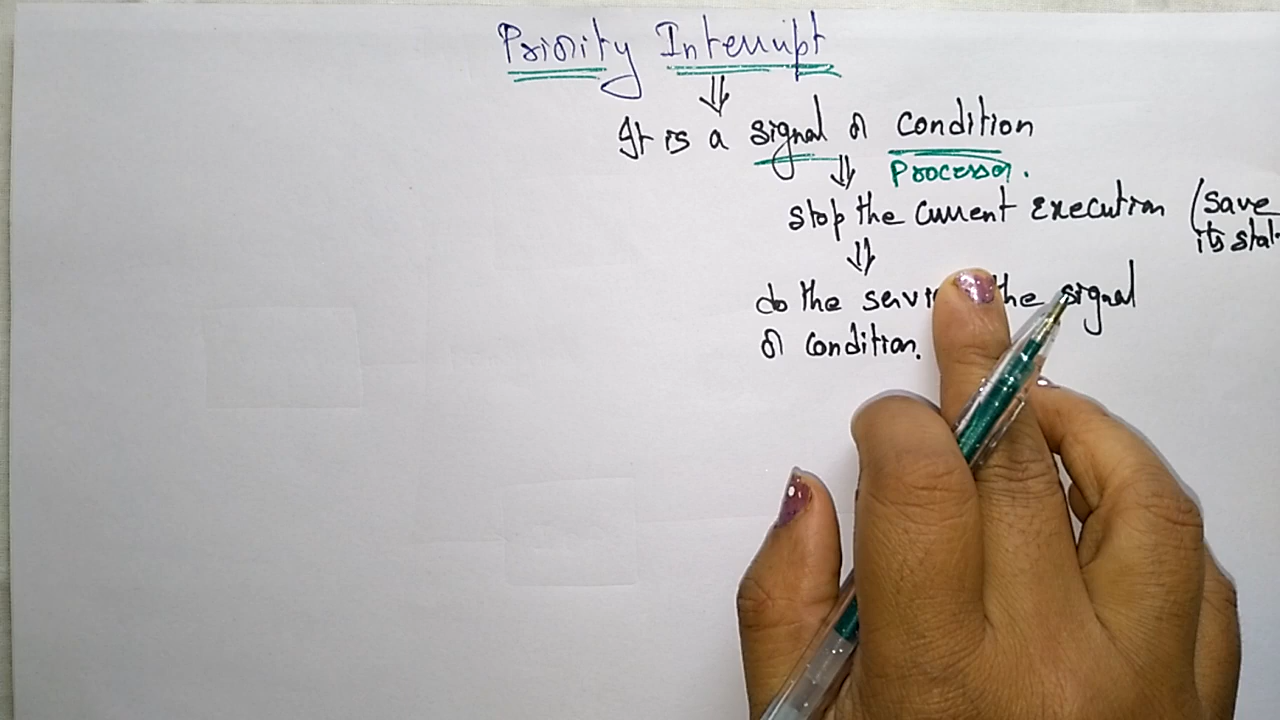 Priority Interrupt
It is a signal or condition
Processor.
stop the current execution (save
its stat
do the the signal
or condition.